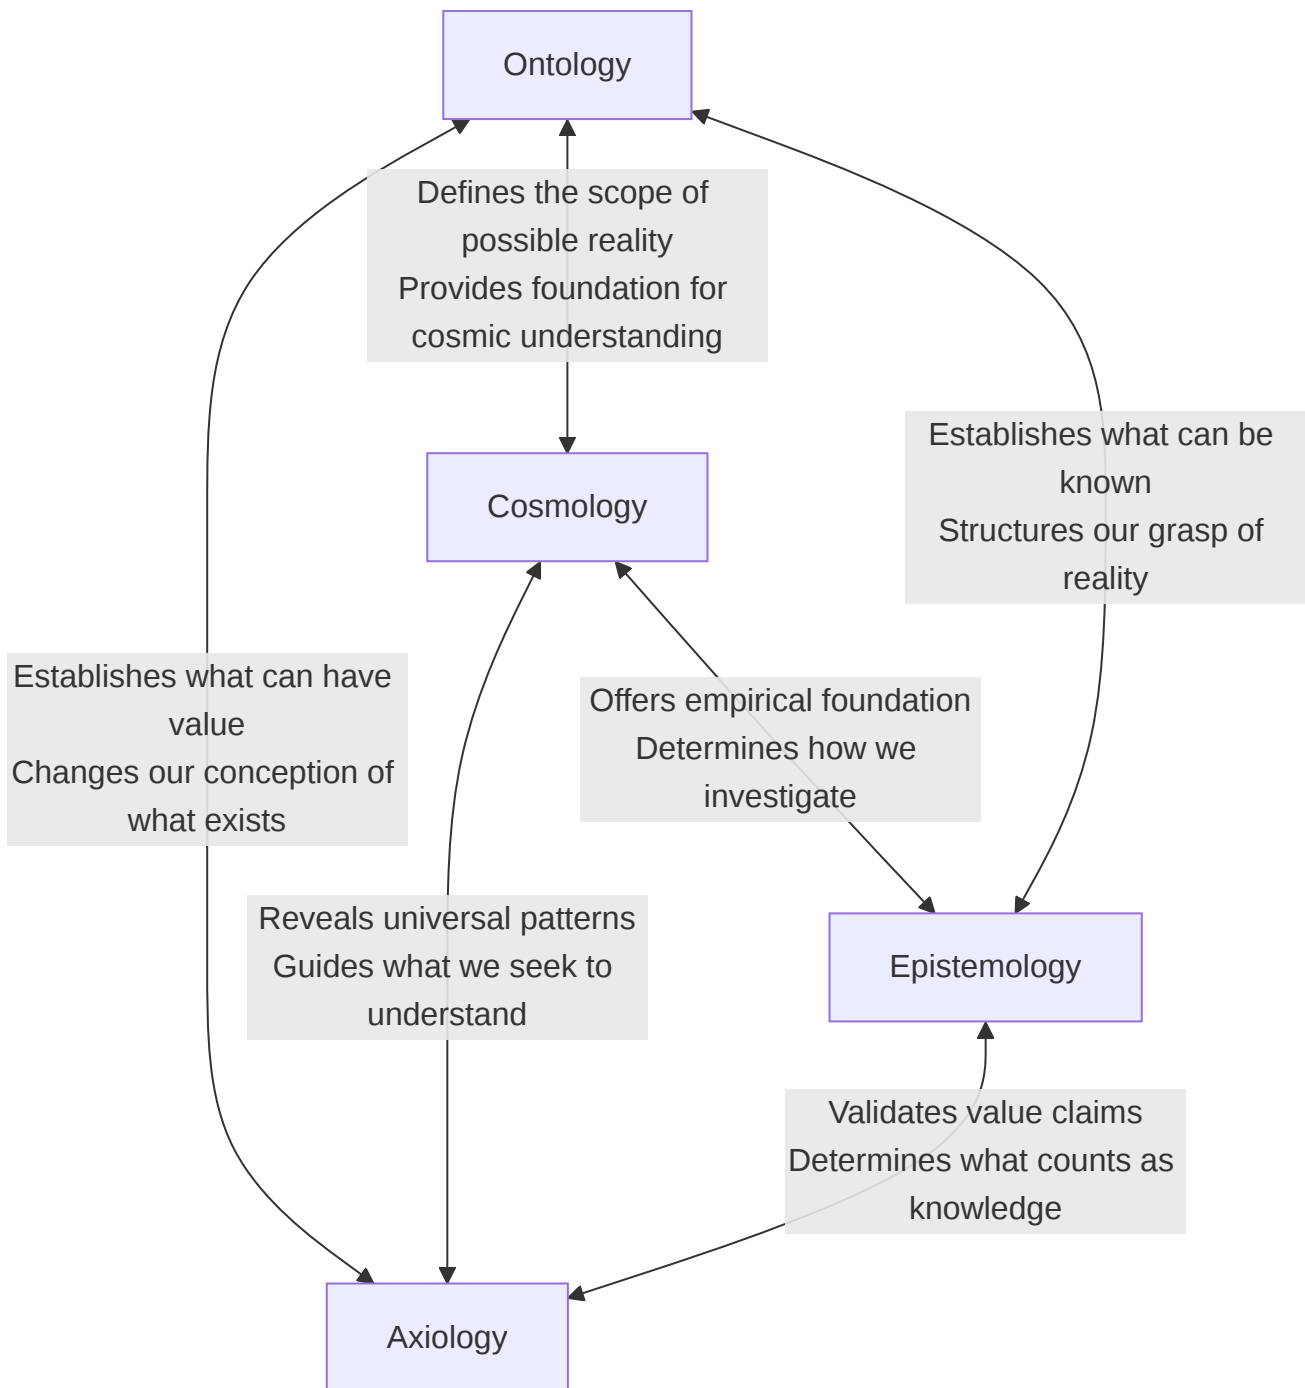 Ontology
Defines the scope of
possible reality
Provides foundation for
cosmic understanding
Establishes what can be
known
Structures our grasp of
reality
Cosmology
Establishes what can have
value
Changes our conception of
what exists
Offers empirical foundation
Determines how we
investigate
Reveals universal patterns
Guides what we seek to
understand
Epistemology
Validates value claims
Determines what counts as
knowledge
Axiology